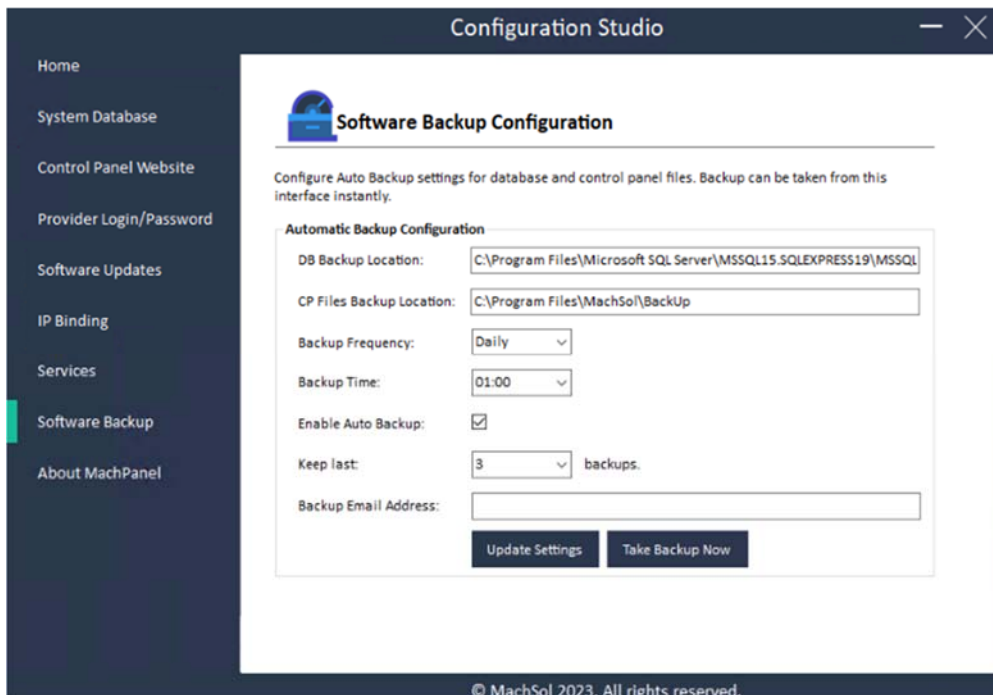 Configuration Studio
Home
System Database
Control Panel Website
Provider Login/Password
Software Updates
IP Binding
Services
Software Backup
About MachPanel
Software Backup Configuration
Configure Auto Backup settings for database and control panel files. Backup can be taken from this
interface instantly.
Automatic Backup Configuration
DB Backup Location: C:\Program Files\Microsoft SQL Server\MSSQL15.SQLEXPRESS19\MSSQL
CP Files Backup Location: C:\Program Files\MachSol\BackUp
Backup Frequency: Daily
Backup Time: 01:00
Enable Auto Backup:
Keep last: 3 backups.
Backup Email Address:
Update Settings Take Backup Now
© MachSol 2023. All rights reserved.